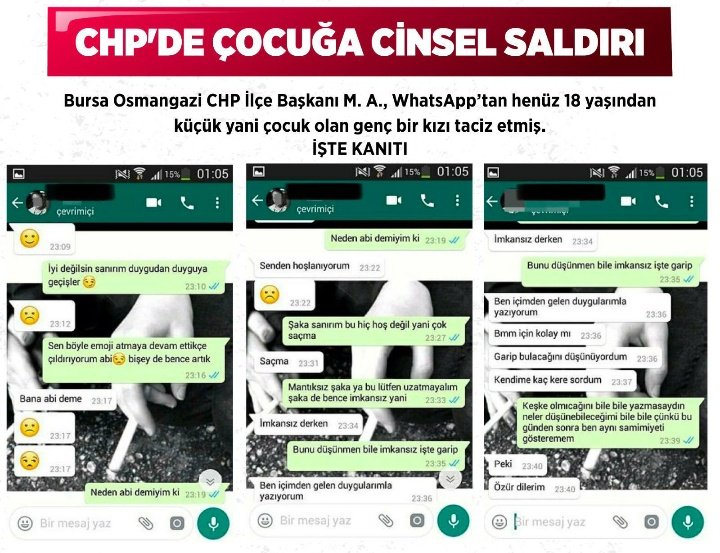 CHP'DE ÇOCUĞA CİNSEL SALDIRI
Bursa Osmangazi CHP İlçe Başkanı M. A., WhatsApp’tan henüz 18 yaşından
küçük yani çocuk olan genç bir kızı taciz etmiş.
İŞTE KANITI
15% 01:05
çevrimiçi
23:09
İyi değilsin sanırım duygudan duyguya
geçişler 😏 23:10
23:12
Sen böyle emoji atmaya devam ettikçe
çıldırıyorum abi😏 bişey de bence artık
23:16
Bana abi deme 23:17
23:17
23:17
Neden abi demiyim ki 23:19
Bir mesaj yaz
15% 01:05
çevrimiçi
Neden abi demiyim ki 23:19
Senden hoşlanıyorum 23:22
23:22
Şaka sanırım bu hiç hoş değil yani çok
saçma 23:27
Saçma 23:31
Mantıksız şaka ya bu lütfen uzatmayalım
şaka de bence imkansız yani 23:33
İmkansız derken 23:34
Bunu düşünmen bile imkansız işte garip
23:35
Ben içimden gelen duygularımla
yazıyorum 23:36
Bir mesaj yaz
15% 01:05
çevrimiçi
İmkansız derken 23:34
Bunu düşünmen bile imkansız işte garip
23:35
Ben içimden gelen duygularımla
yazıyorum 23:36
Bmm için kolay mı 23:36
Garip bulacağını düşünüyordum 23:36
Kendime kaç kere sordum 23:37
Keşke olmicağını bile bile yazmasaydın
neler düşünebileceğimi bile bile çünkü bu
günden sonra ben aynı samimiyeti
gösteremem 23:39
Peki 23:40
Özür dilerim 23:40
Bir mesaj yaz